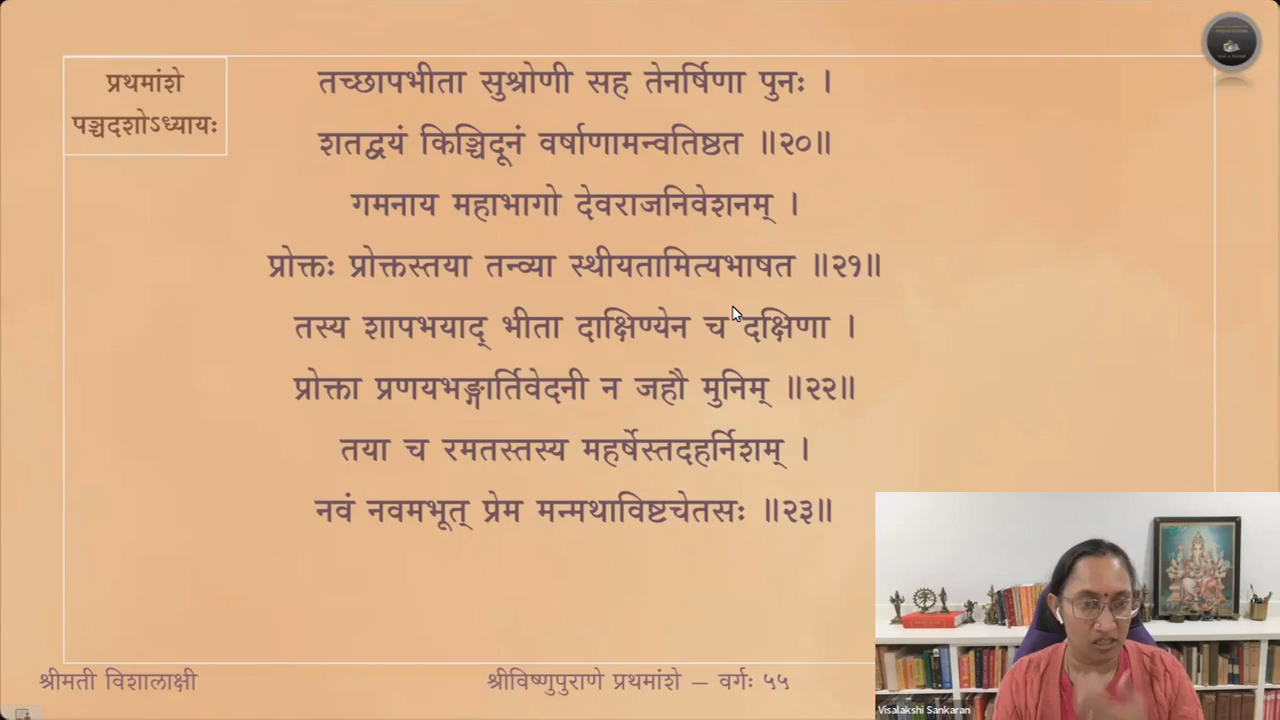 प्रथमांशे
पञ्चदशोऽध्यायः
तच्छापभीता सुश्रोणी सह तेनर्षिणा पुनः ।
शतद्वयं किञ्चिदूनं वर्षाणामन्वतिष्ठत ॥२०॥
गमनाय महाभागो देवराजनिवेशनम् ।
प्रोक्तः प्रोक्तस्तया तन्व्या स्थीयतामित्यभाषत ॥२१॥
तस्य शापभयाद् भीता दाक्षिण्येन च दक्षिणा ।
प्रोक्ता प्रणयभङ्गार्तिवेदनी न जहौ मुनिम् ॥२२॥
तया च रमतस्तस्य महर्षेस्तदहर्निशम् ।
नवं नवमभूत् प्रेम मन्मथाविष्टचेतसः ॥२३॥
श्रीमती विशालाक्षी
श्रीविष्णुपुराणे प्रथमांशे – वर्गः ५५
Visalakshi Sankaran